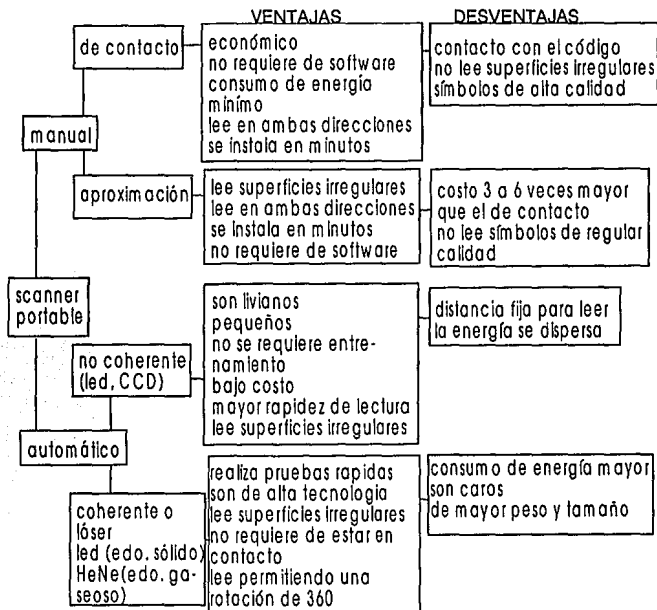 VENTAJAS
DESVENTAJAS
de contacto
económico
no requiere de software
consumo de energía
mínimo
lee en ambas direcciones
se instala en minutos
contacto con el código
no lee superficies irregulares
símbolos de alta calidad
manual
aproximación
lee superficies irregulares
lee en ambas direcciones
se instala en minutos
no requiere de software
costo 3 a 6 veces mayor
que el de contacto
no lee símbolos de regular
calidad
scanner
portable
no coherente
(led, CCD)
son livianos
pequeños
no se requiere entre-
namiento
bajo costo
mayor rapidez de lectura
lee superficies irregulares
distancia fija para leer
la energía se dispersa
automático
coherente o
láser
led (edo. sólido)
HeNe(edo. ga-
seoso)
realiza pruebas rapidas
son de alta tecnologia
lee superficies irregulares
no requiere de estar en
contacto
lee permitiendo una
rotación de 360
consumo de energía mayor
son caros
de mayor peso y tamaño